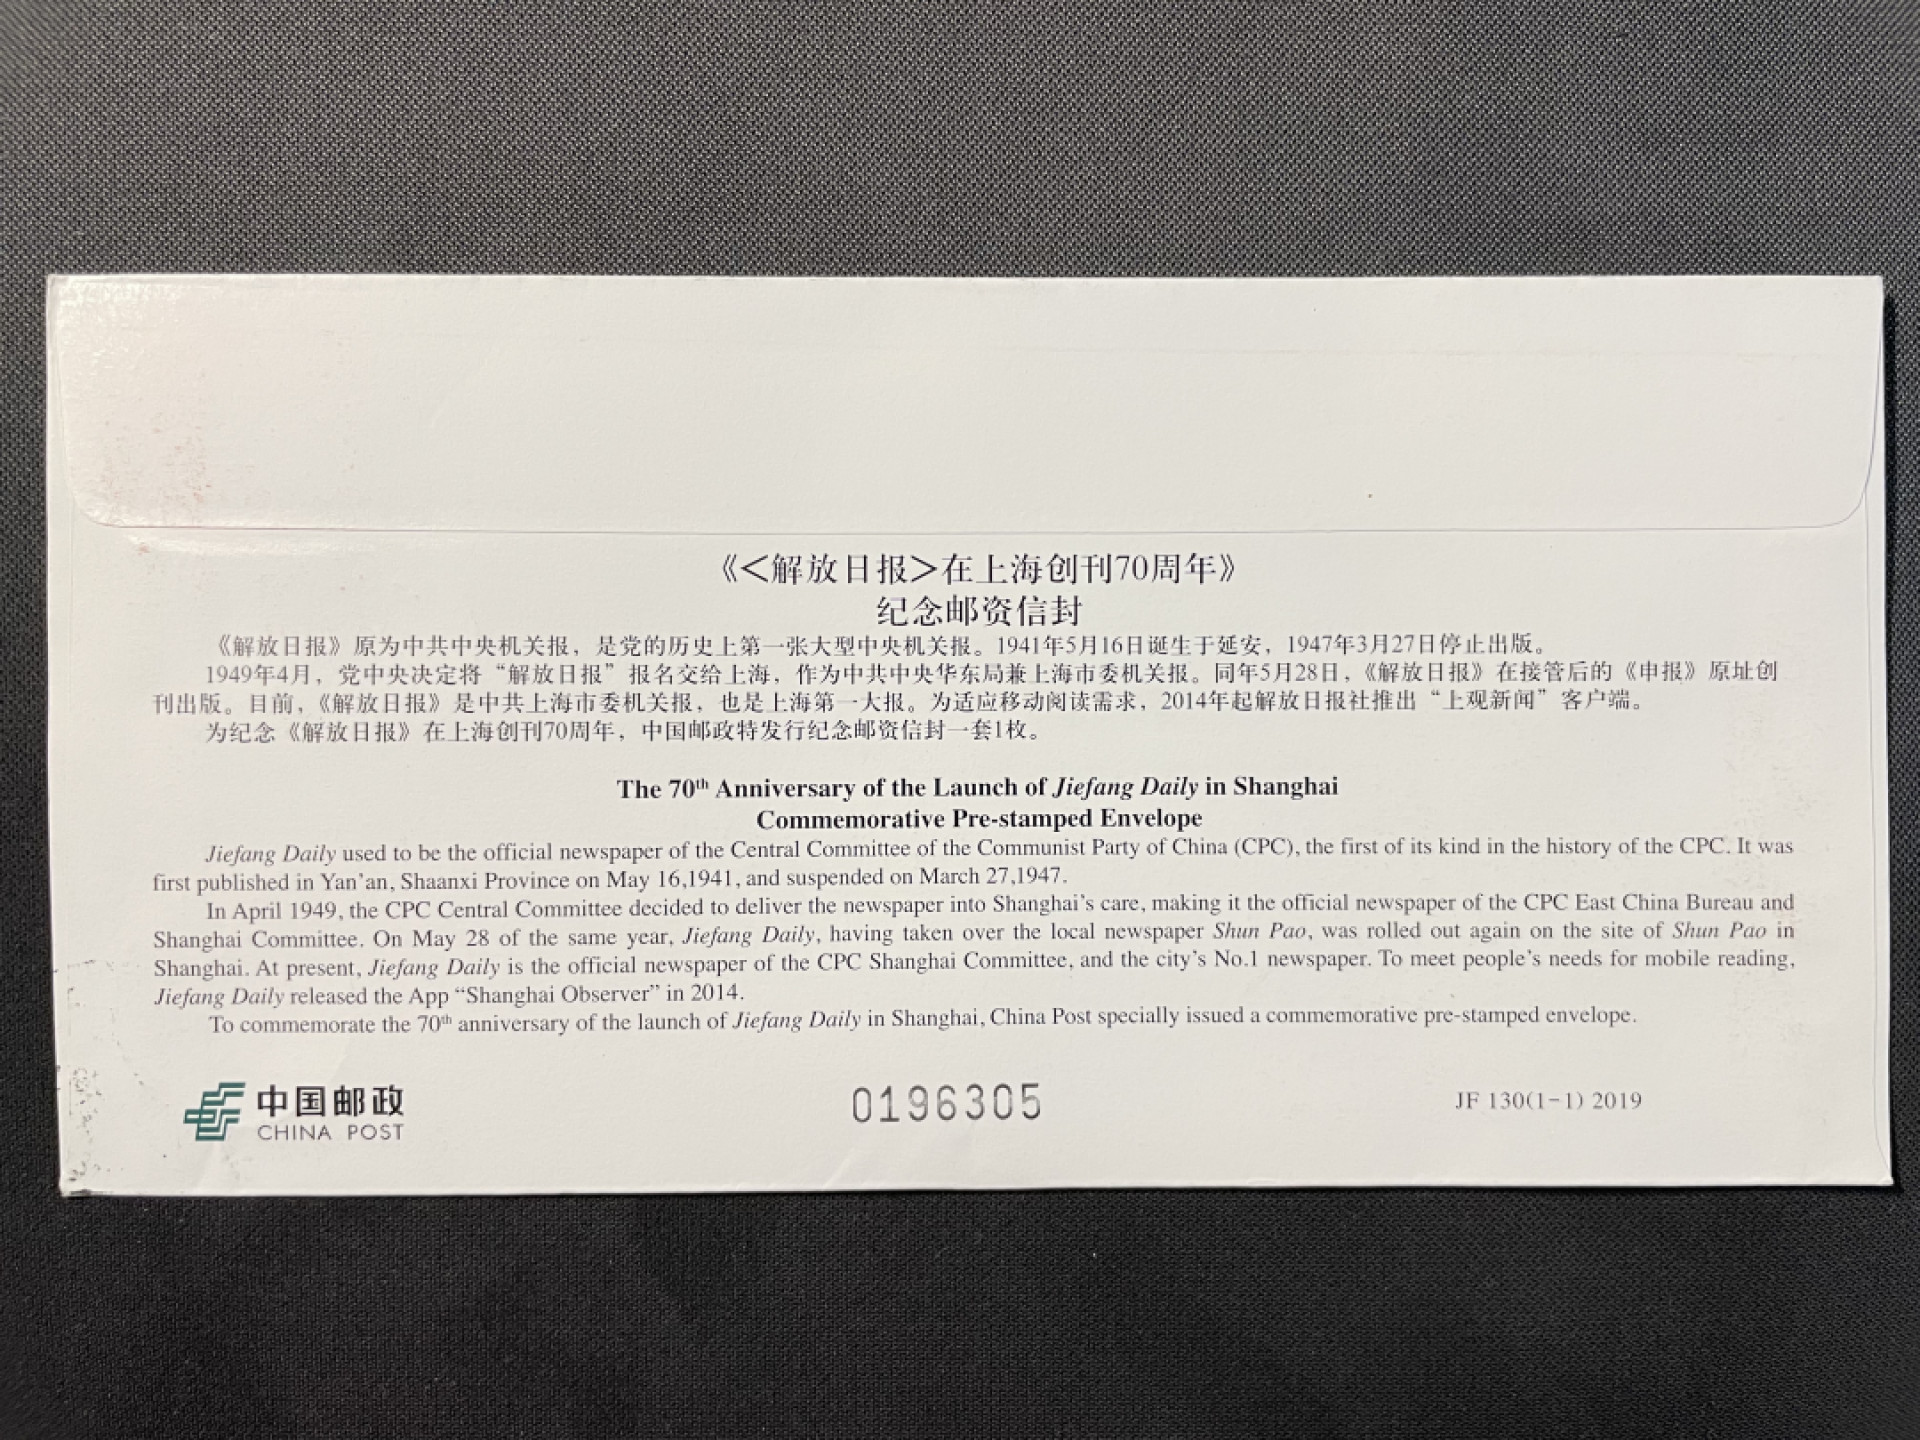 《<解放日报>在上海创刊70周年》
纪念邮资信封
《解放日报》原为中共中央机关报，是党的历史上第一张大型中央机关报。1941年5月16日诞生于延安，1947年3月27日停止出版。
1949年4月，党中央决定将“解放日报”报名交给上海，作为中共中央华东局兼上海市委机关报。同年5月28日，《解放日报》在接管后的《申报》原址创
刊出版。目前，《解放日报》是中共上海市委机关报，也是上海第一大报。为适应移动阅读需求，2014年起解放日报社推出“上观新闻”客户端。
为纪念《解放日报》在上海创刊70周年，中国邮政特发行纪念邮资信封一套1枚。
The 70th Anniversary of the Launch of Jiefang Daily in Shanghai
Commemorative Pre-stamped Envelope
Jiefang Daily used to be the official newspaper of the Central Committee of the Communist Party of China (CPC), the first of its kind in the history of the CPC. It was
first published in Yan’an, Shaanxi Province on May 16,1941, and suspended on March 27,1947.
In April 1949, the CPC Central Committee decided to deliver the newspaper into Shanghai’s care, making it the official newspaper of the CPC East China Bureau and
Shanghai Committee. On May 28 of the same year, Jiefang Daily, having taken over the local newspaper Shun Pao, was rolled out again on the site of Shun Pao in
Shanghai. At present, Jiefang Daily is the official newspaper of the CPC Shanghai Committee, and the city’s No.1 newspaper. To meet people’s needs for mobile reading,
Jiefang Daily released the App “Shanghai Observer” in 2014.
To commemorate the 70th anniversary of the launch of Jiefang Daily in Shanghai, China Post specially issued a commemorative pre-stamped envelope.
中国邮政
CHINA POST
0196305
JF 130(1-1) 2019